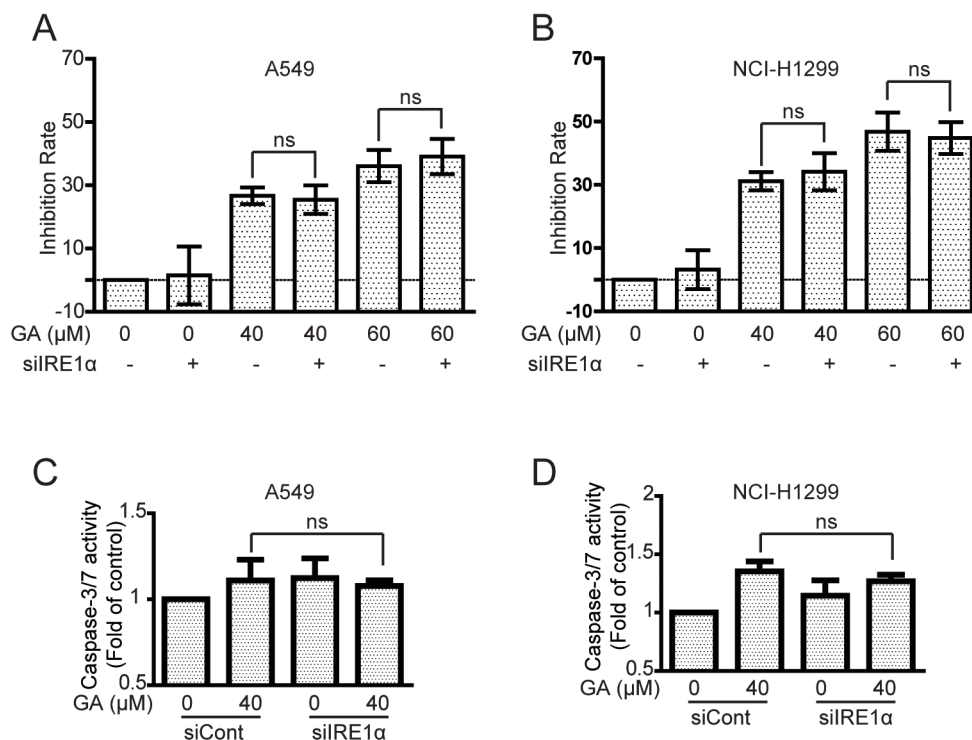 A
A549
Inhibition Rate
70
50
30
10
-10
GA (µM) 0 0 40 40 60 60
siIRE1α - + - + - +
ns
ns
B
NCI-H1299
Inhibition Rate
70
50
30
10
-10
GA (µM) 0 0 40 40 60 60
siIRE1α - + - + - +
ns
ns
C
A549
Caspase-3/7 activity
(Fold of control)
1.5
1
0.5
ns
GA (µM) 0 40 0 40
siCont siIRE1α
D
NCI-H1299
Caspase-3/7 activity
(Fold of control)
2
1.5
1
0.5
ns
GA (µM) 0 40 0 40
siCont siIRE1α